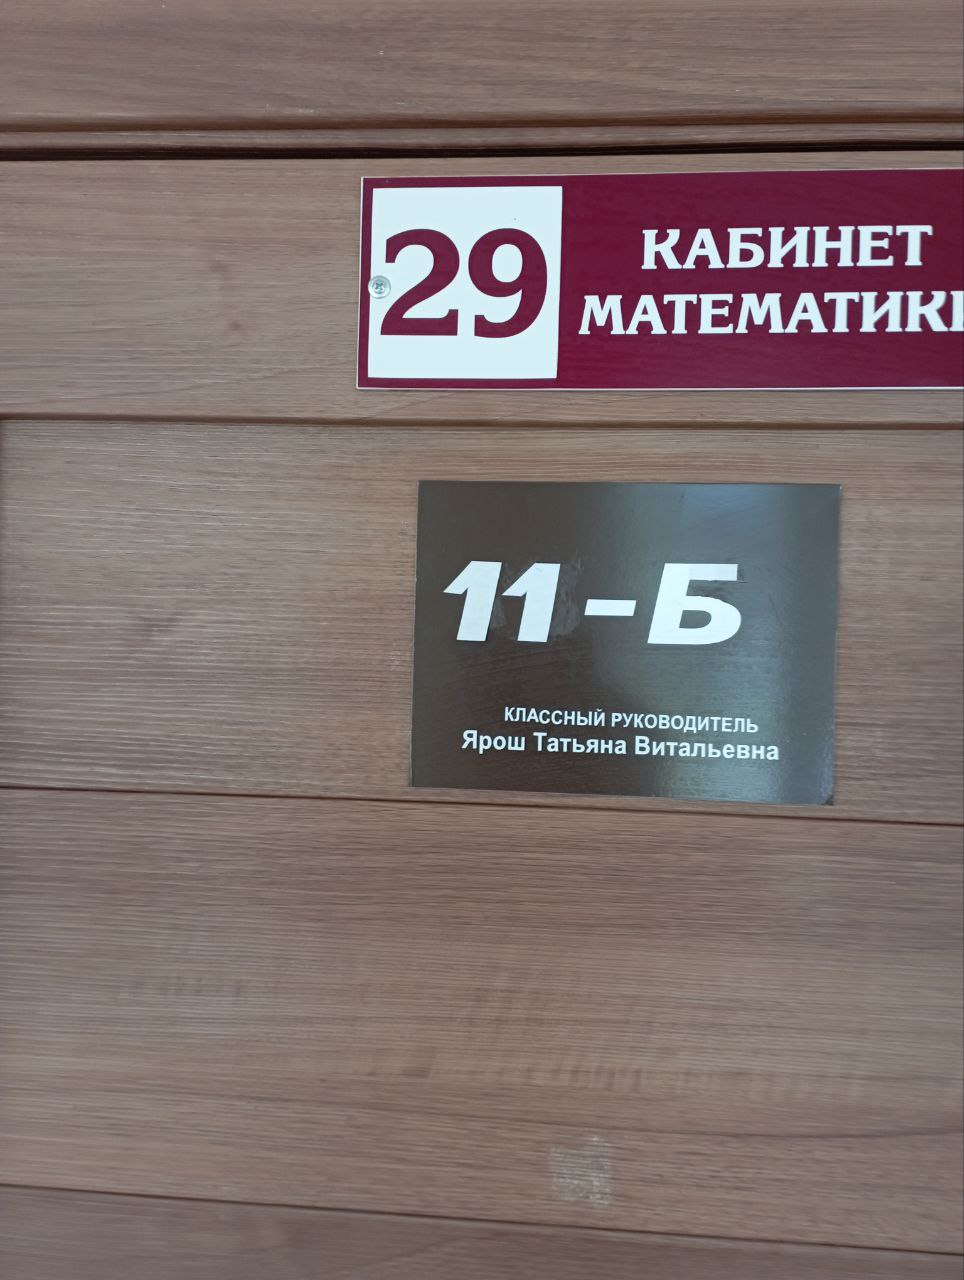 29
КАБИНЕТ
МАТЕМАТИКИ
11-Б
КЛАССНЫЙ РУКОВОДИТЕЛЬ
Ярош Татьяна Витальевна